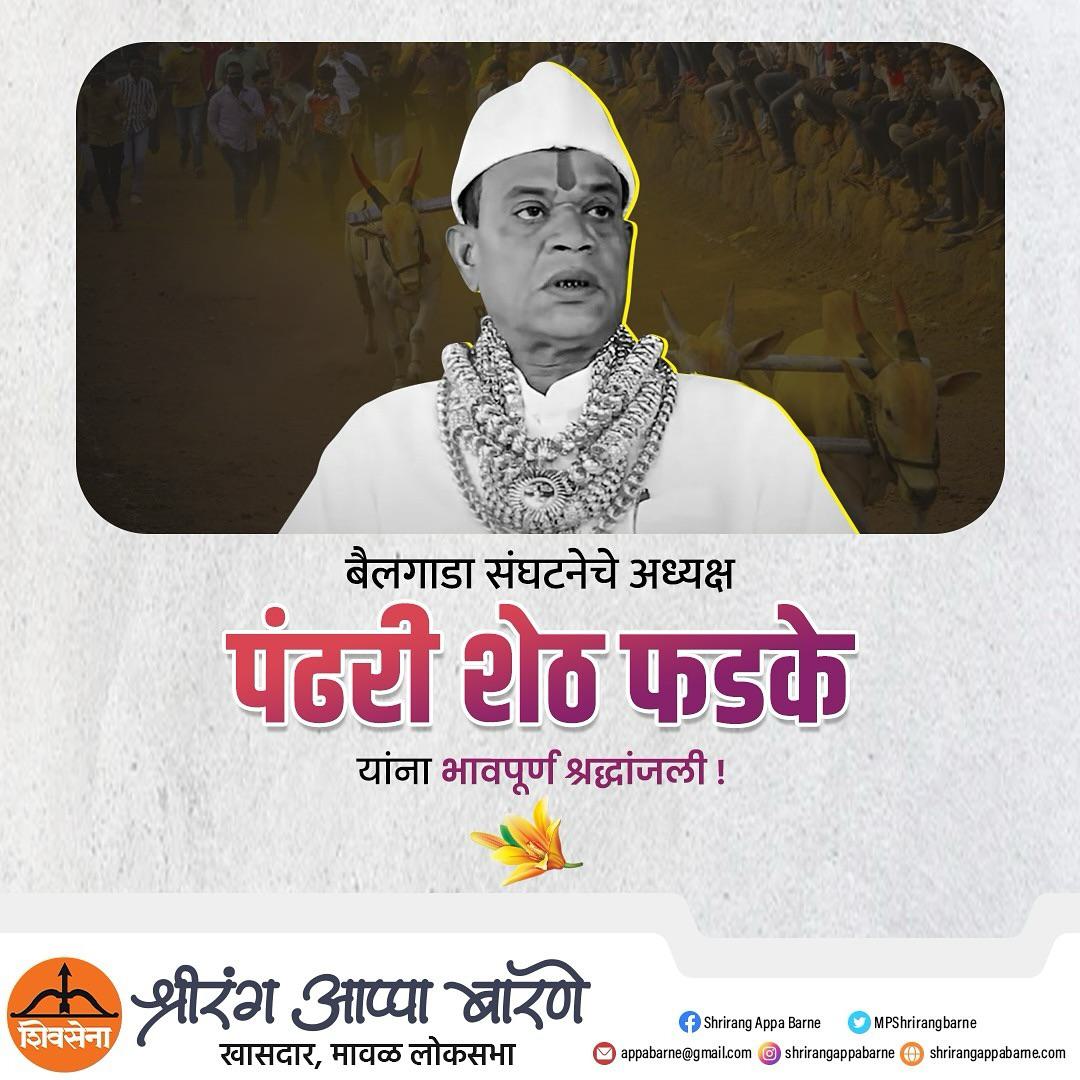 बैलगाडा संघटनेचे अध्यक्ष
पंढरी शेठ फडके
यांना भावपूर्ण श्रद्धांजली !
शिवसेना
श्रीरंग आप्पा बारणे
खासदार, मावळ लोकसभा
Shrirang Appa Barne MPShrirangbarne
appabarne@gmail.com shrirangappabarne shrirangappabarne.com